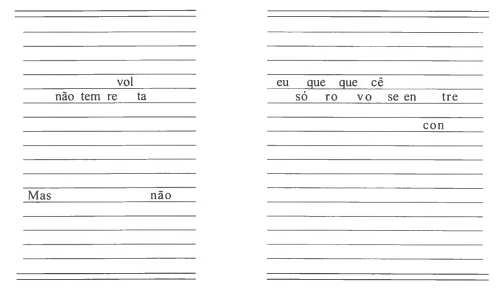 vol
não tem re ta
Mas não
eu que que cê
só ro vo se en tre
con